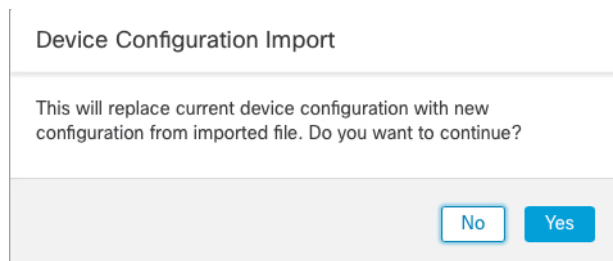 Device Configuration Import
This will replace current device configuration with new
configuration from imported file. Do you want to continue?
No
Yes